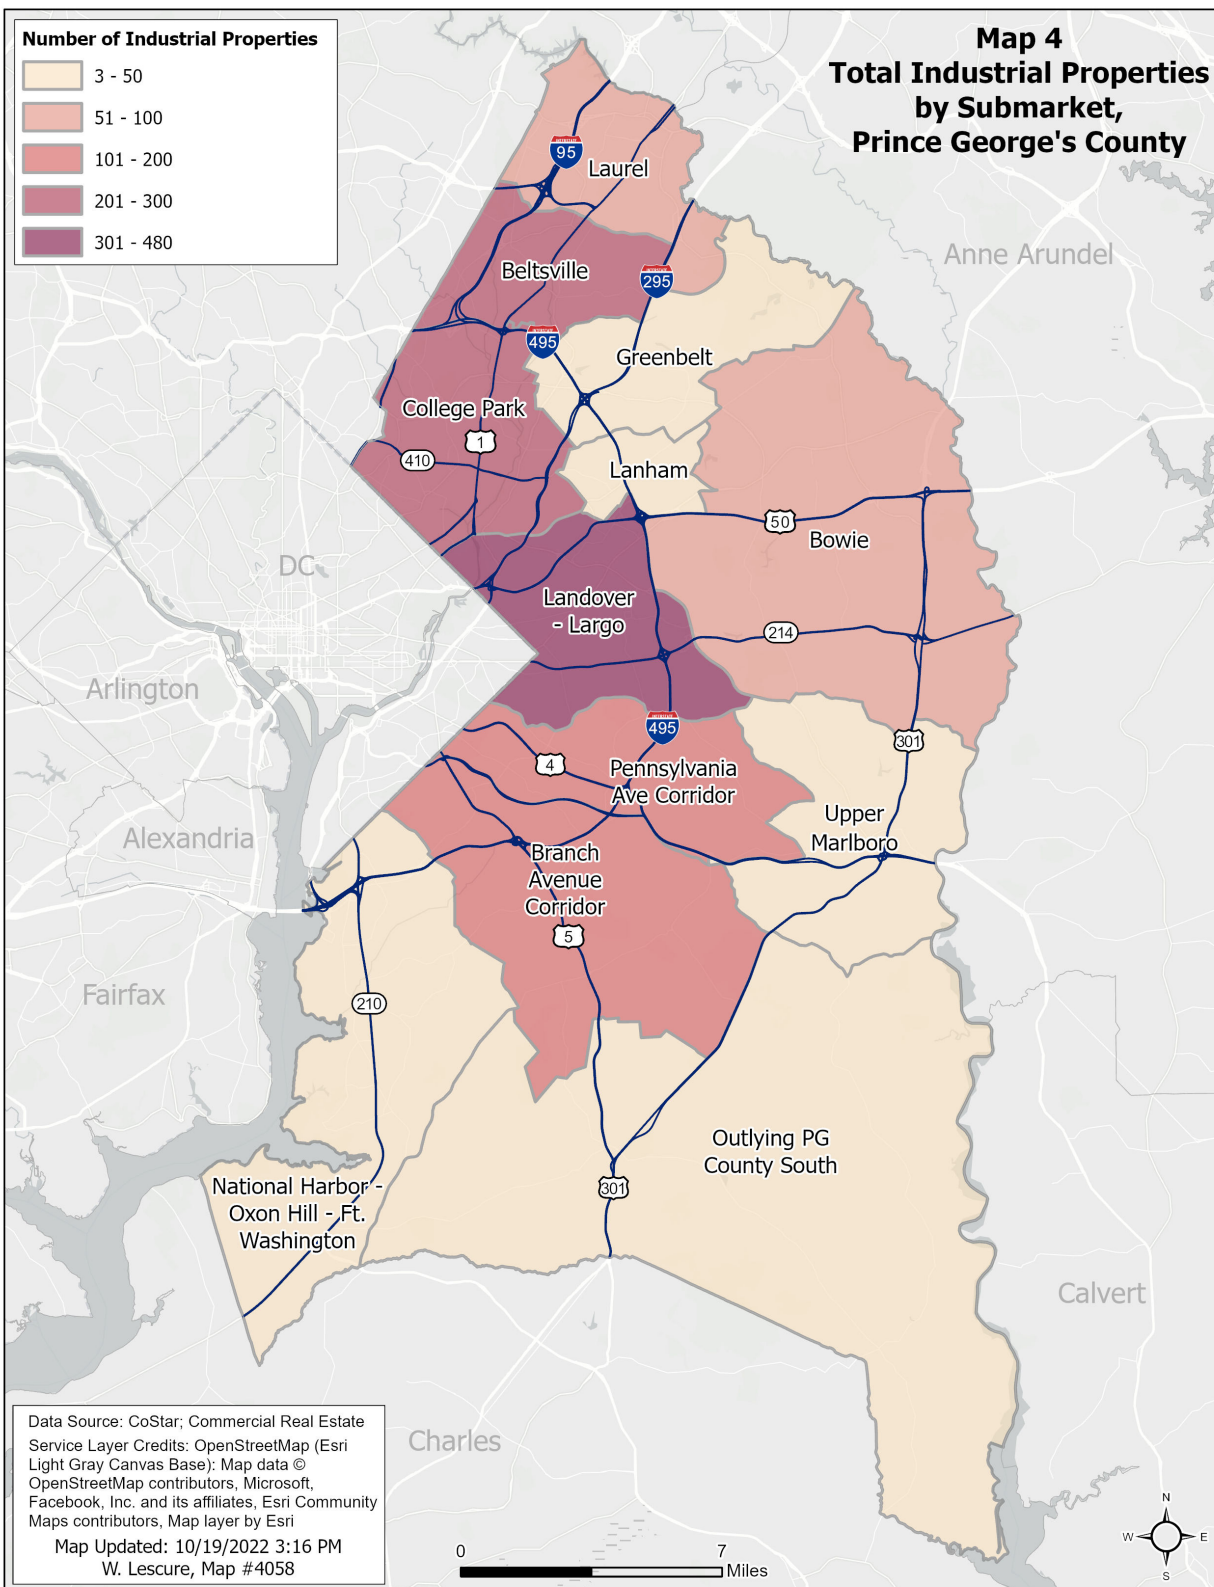 Number of Industrial Properties
3 - 50
51 - 100
101 - 200
201 - 300
301 - 480
Map 4
Total Industrial Properties
by Submarket,
Prince George's County
INTERSTATE
95
Laurel
Anne Arundel
Beltsville
INTERSTATE
295
INTERSTATE
495
Greenbelt
College Park
1
410
Lanham
50
Bowie
DC
Landover
- Largo
214
Arlington
INTERSTATE
495
301
4
Pennsylvania
Ave Corridor
Upper
Marlboro
Alexandria
Branch
Avenue
Corridor
5
Fairfax
210
Outlying PG
County South
301
National Harbor -
Oxon Hill - Ft.
Washington
Calvert
Charles
Data Source: CoStar; Commercial Real Estate
Service Layer Credits: OpenStreetMap (Esri
Light Gray Canvas Base): Map data ©
OpenStreetMap contributors, Microsoft,
Facebook, Inc. and its affiliates, Esri Community
Maps contributors, Map layer by Esri
Map Updated: 10/19/2022 3:16 PM
W. Lescure, Map #4058
0 7
Miles
N
W E
S